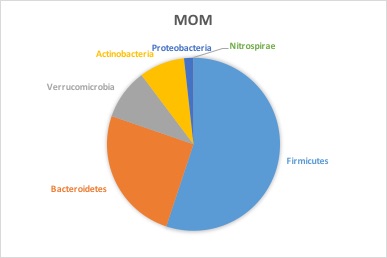 MOM
Proteobacteria
Nitrospirae
Actinobacteria
Verrucomicrobia
Firmicutes
Bacteroidetes